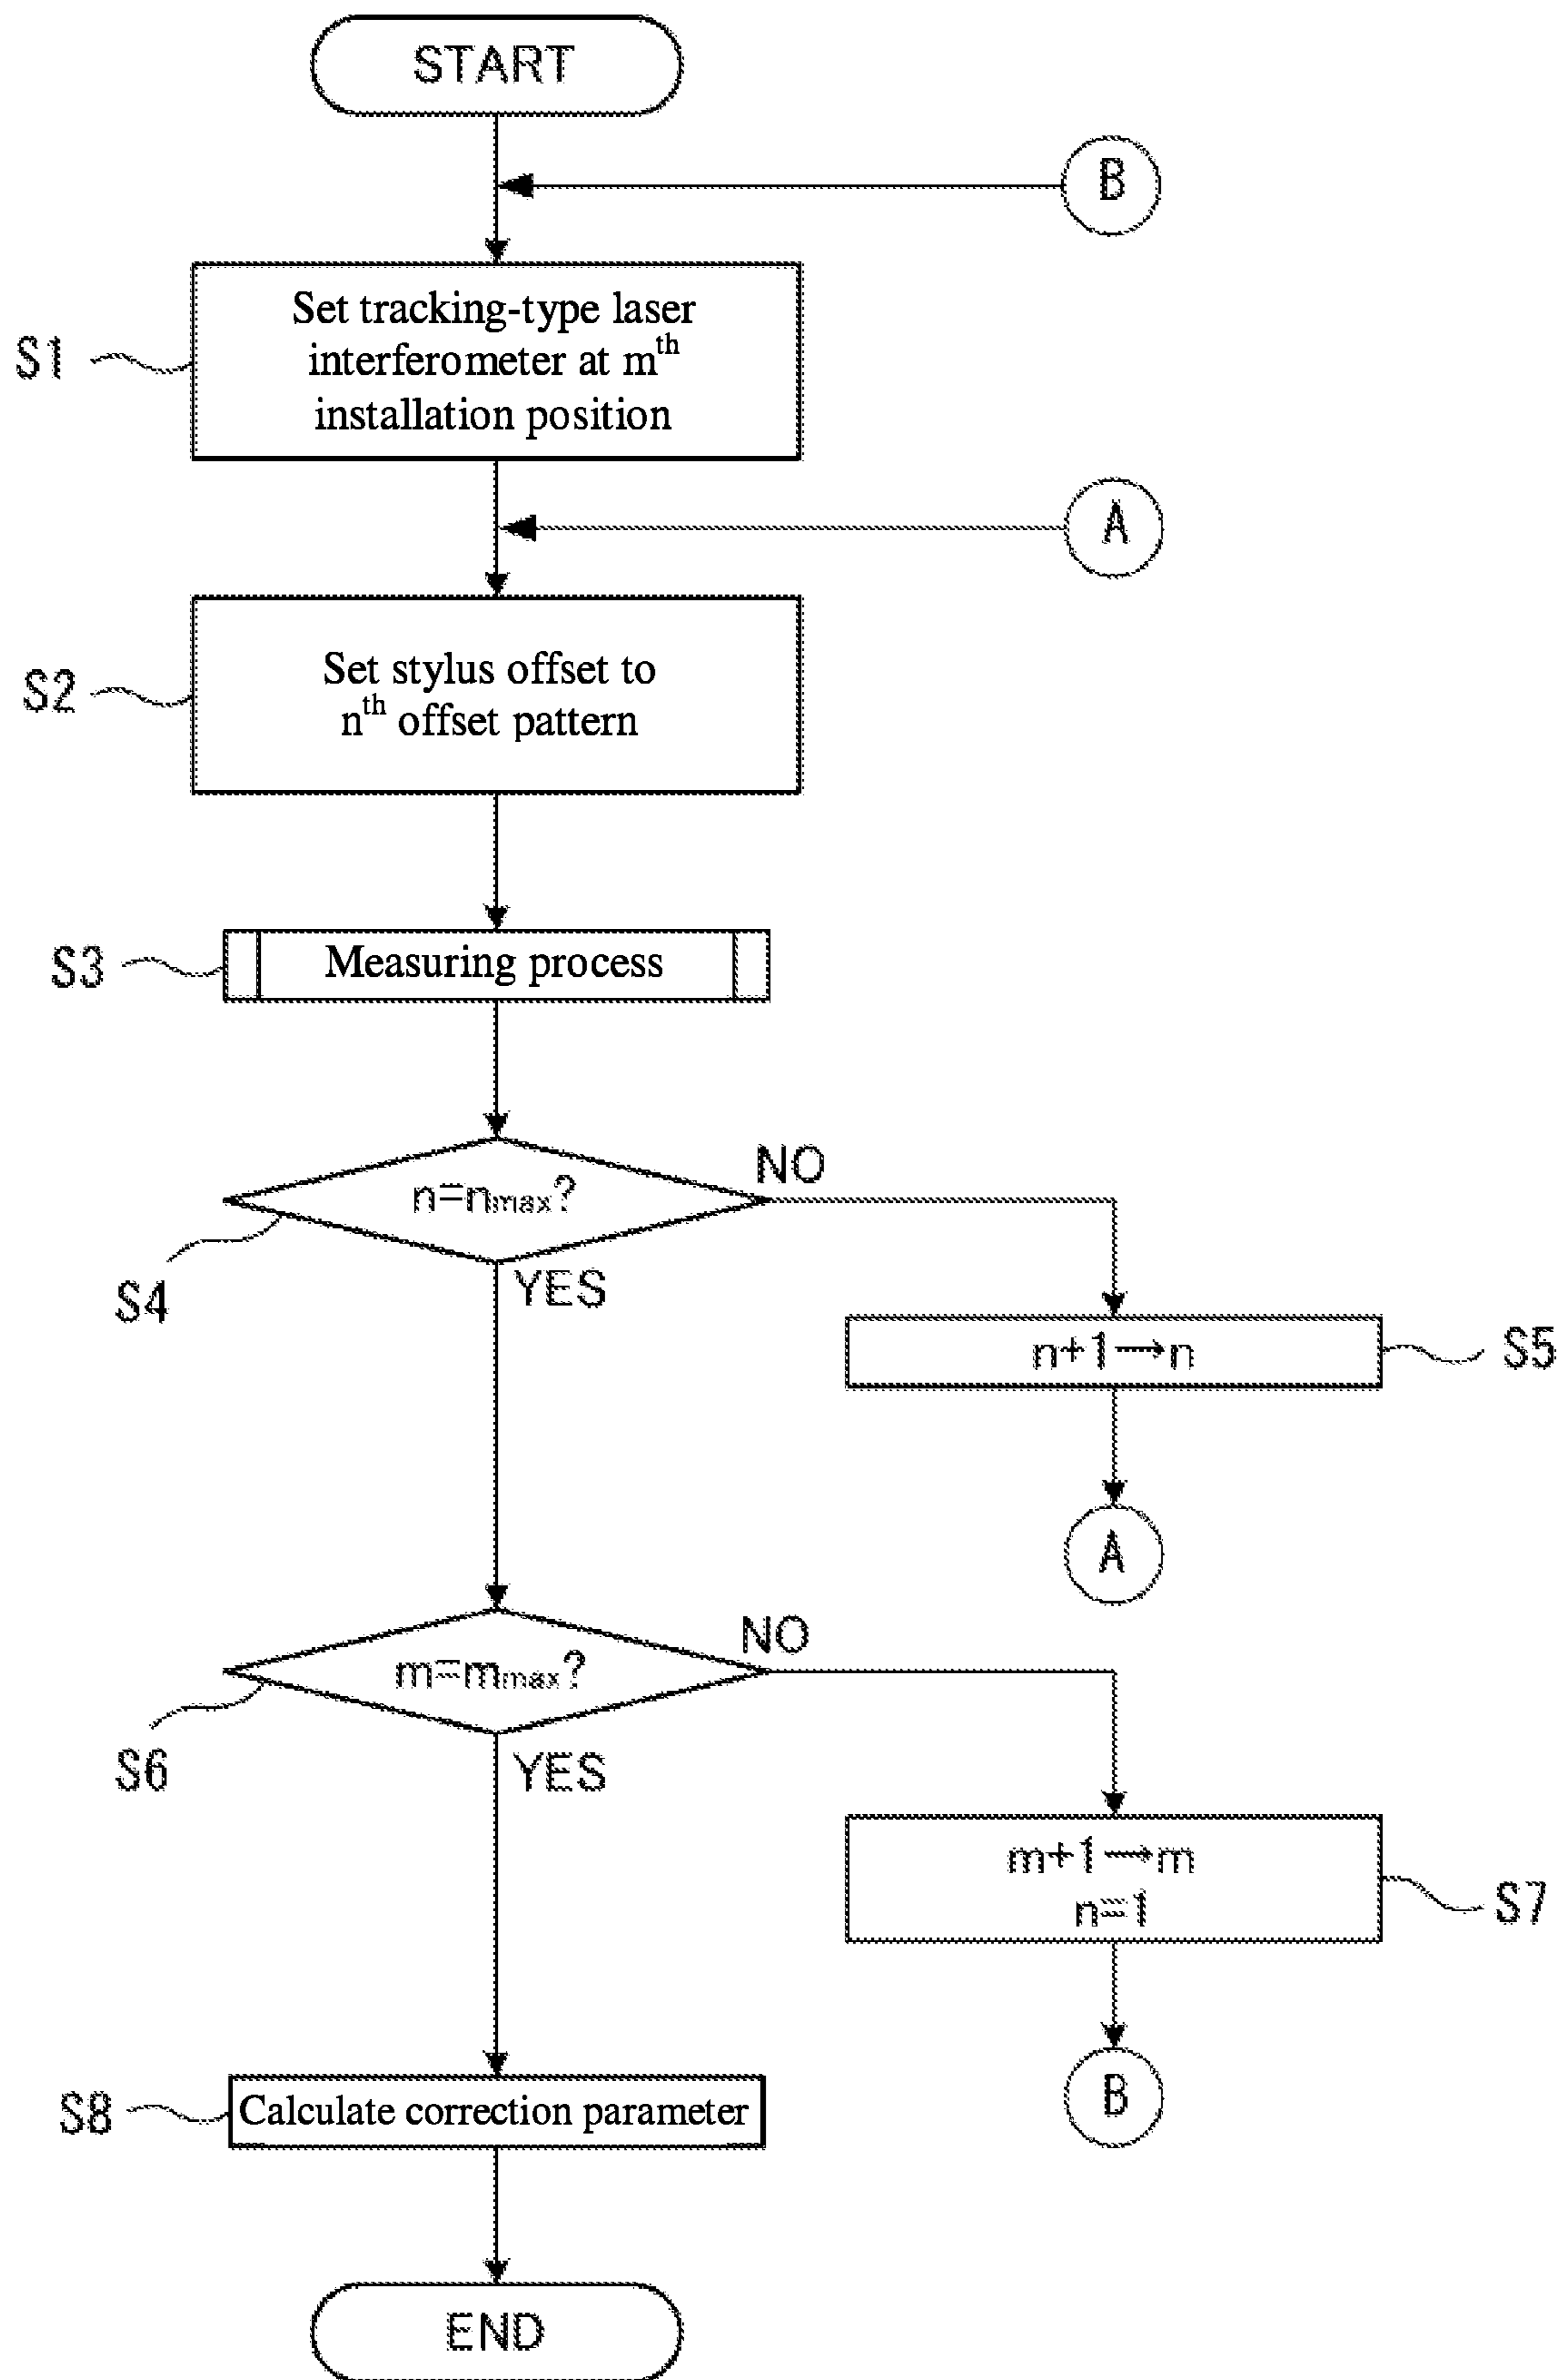 START
B
Set tracking-type laser
interferometer at mth
installation position
S1
A
Set stylus offset to
nth offset pattern
S2
S3
Measuring process
NO
n=nmax?
S4
YES
n+1→n
S5
A
NO
m=mmax?
S6
YES
m+1→m
n=1
S7
B
S8
Calculate correction parameter
END